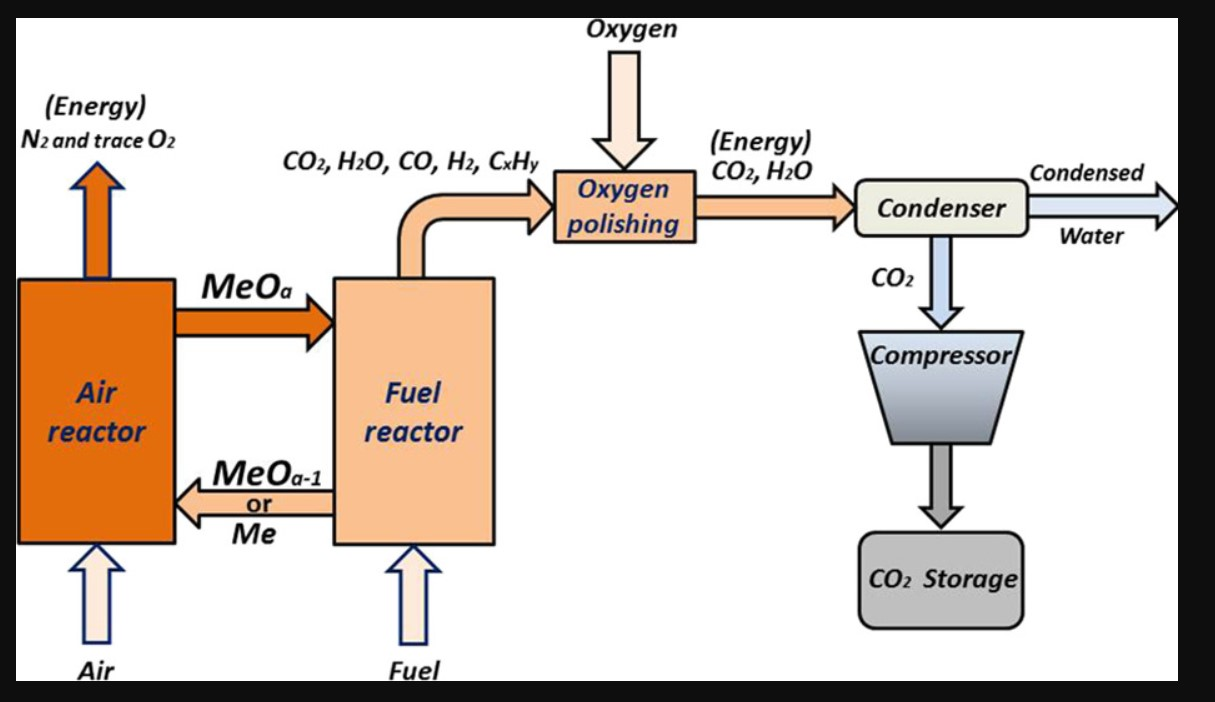 Oxygen
(Energy)
N₂ and trace O₂
CO₂, H₂O, CO, H₂, CₓHᵧ
(Energy)
CO₂, H₂O
Oxygen
polishing
Condenser
Condensed
Water
MeOₐ
CO₂
Compressor
Air
reactor
Fuel
reactor
MeOₐ₋₁
or
Me
CO₂ Storage
Air
Fuel